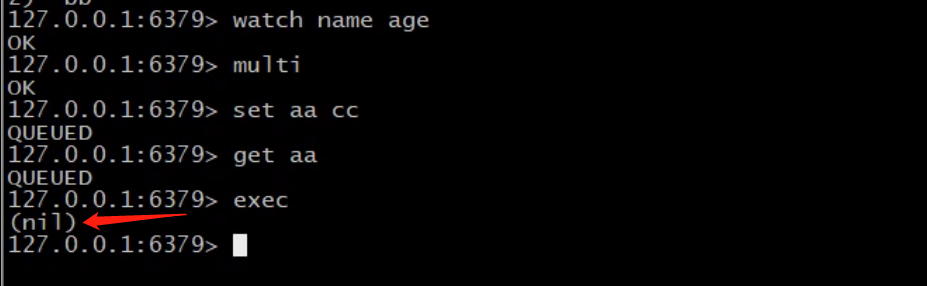 127.0.0.1:6379> watch name age
OK
127.0.0.1:6379> multi
OK
127.0.0.1:6379> set aa cc
QUEUED
127.0.0.1:6379> get aa
QUEUED
127.0.0.1:6379> exec
(nil)
127.0.0.1:6379>